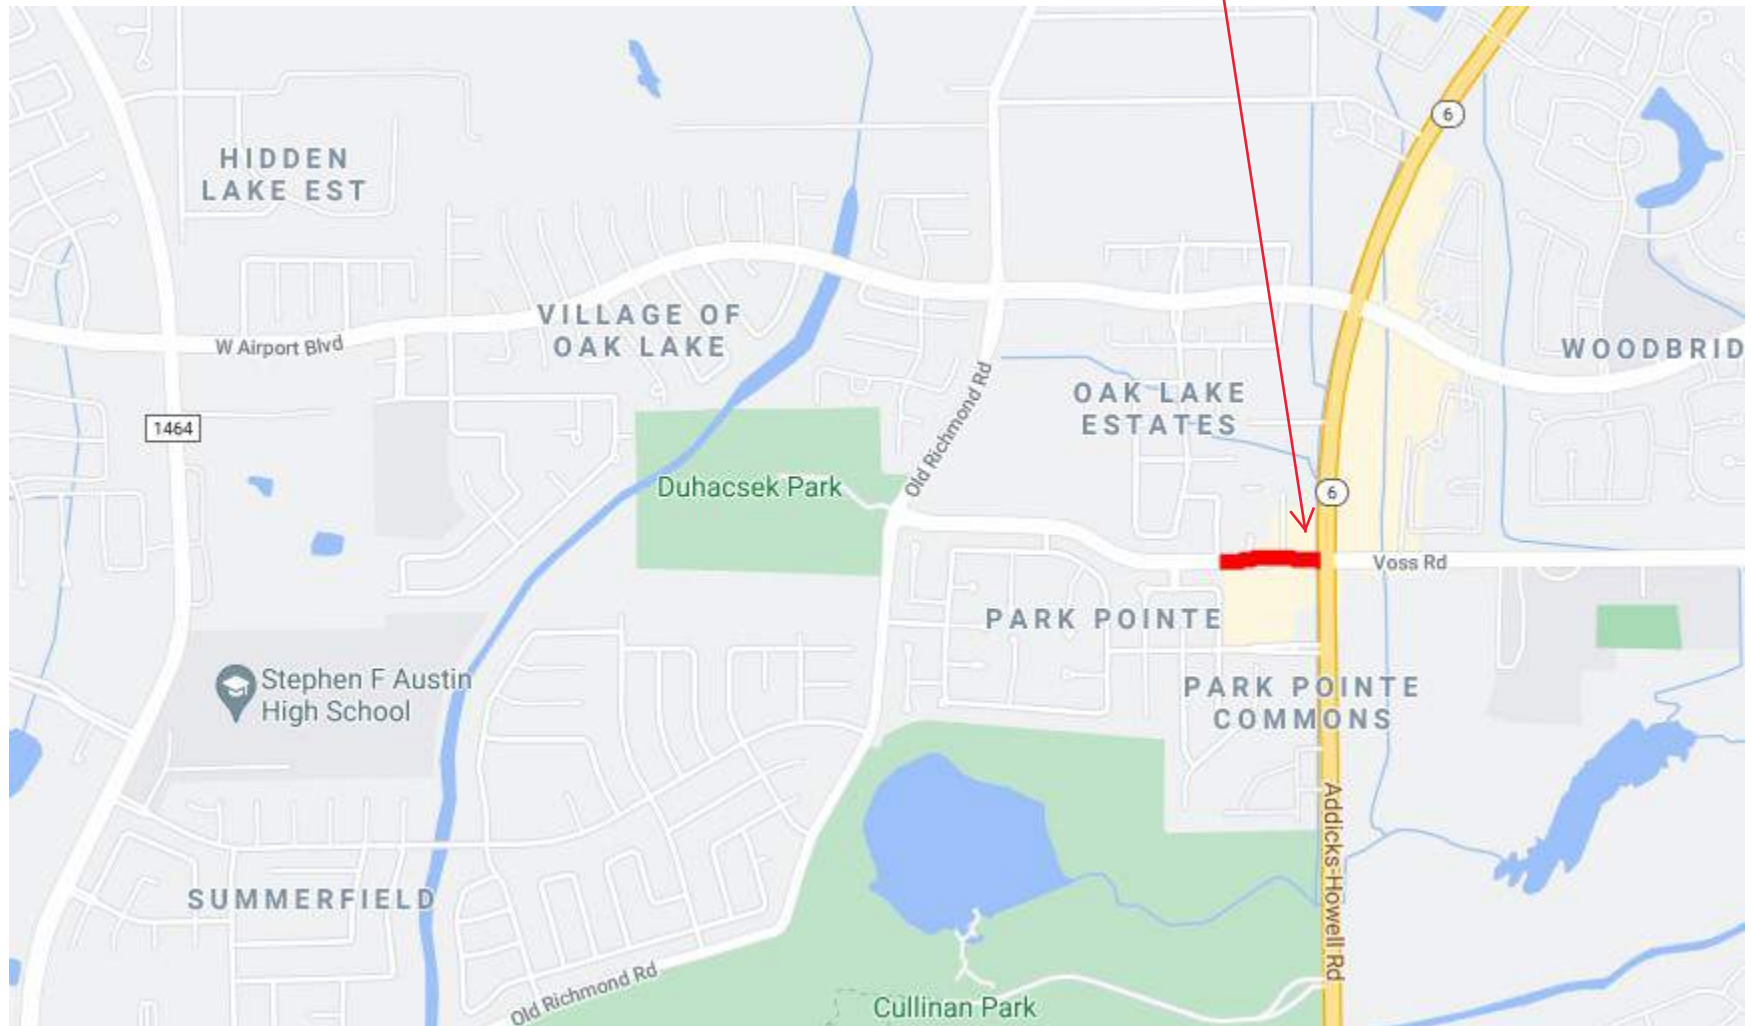 6
HIDDEN
LAKE EST
VILLAGE OF
OAK LAKE
W Airport Blvd
WOODBRID
Old Richmond Rd
OAK LAKE
ESTATES
1464
Duhacsek Park
6
Voss Rd
PARK POINTE
Stephen F Austin
High School
PARK POINTE
COMMONS
Addicks-Howell Rd
SUMMERFIELD
Old Richmond Rd
Cullinan Park